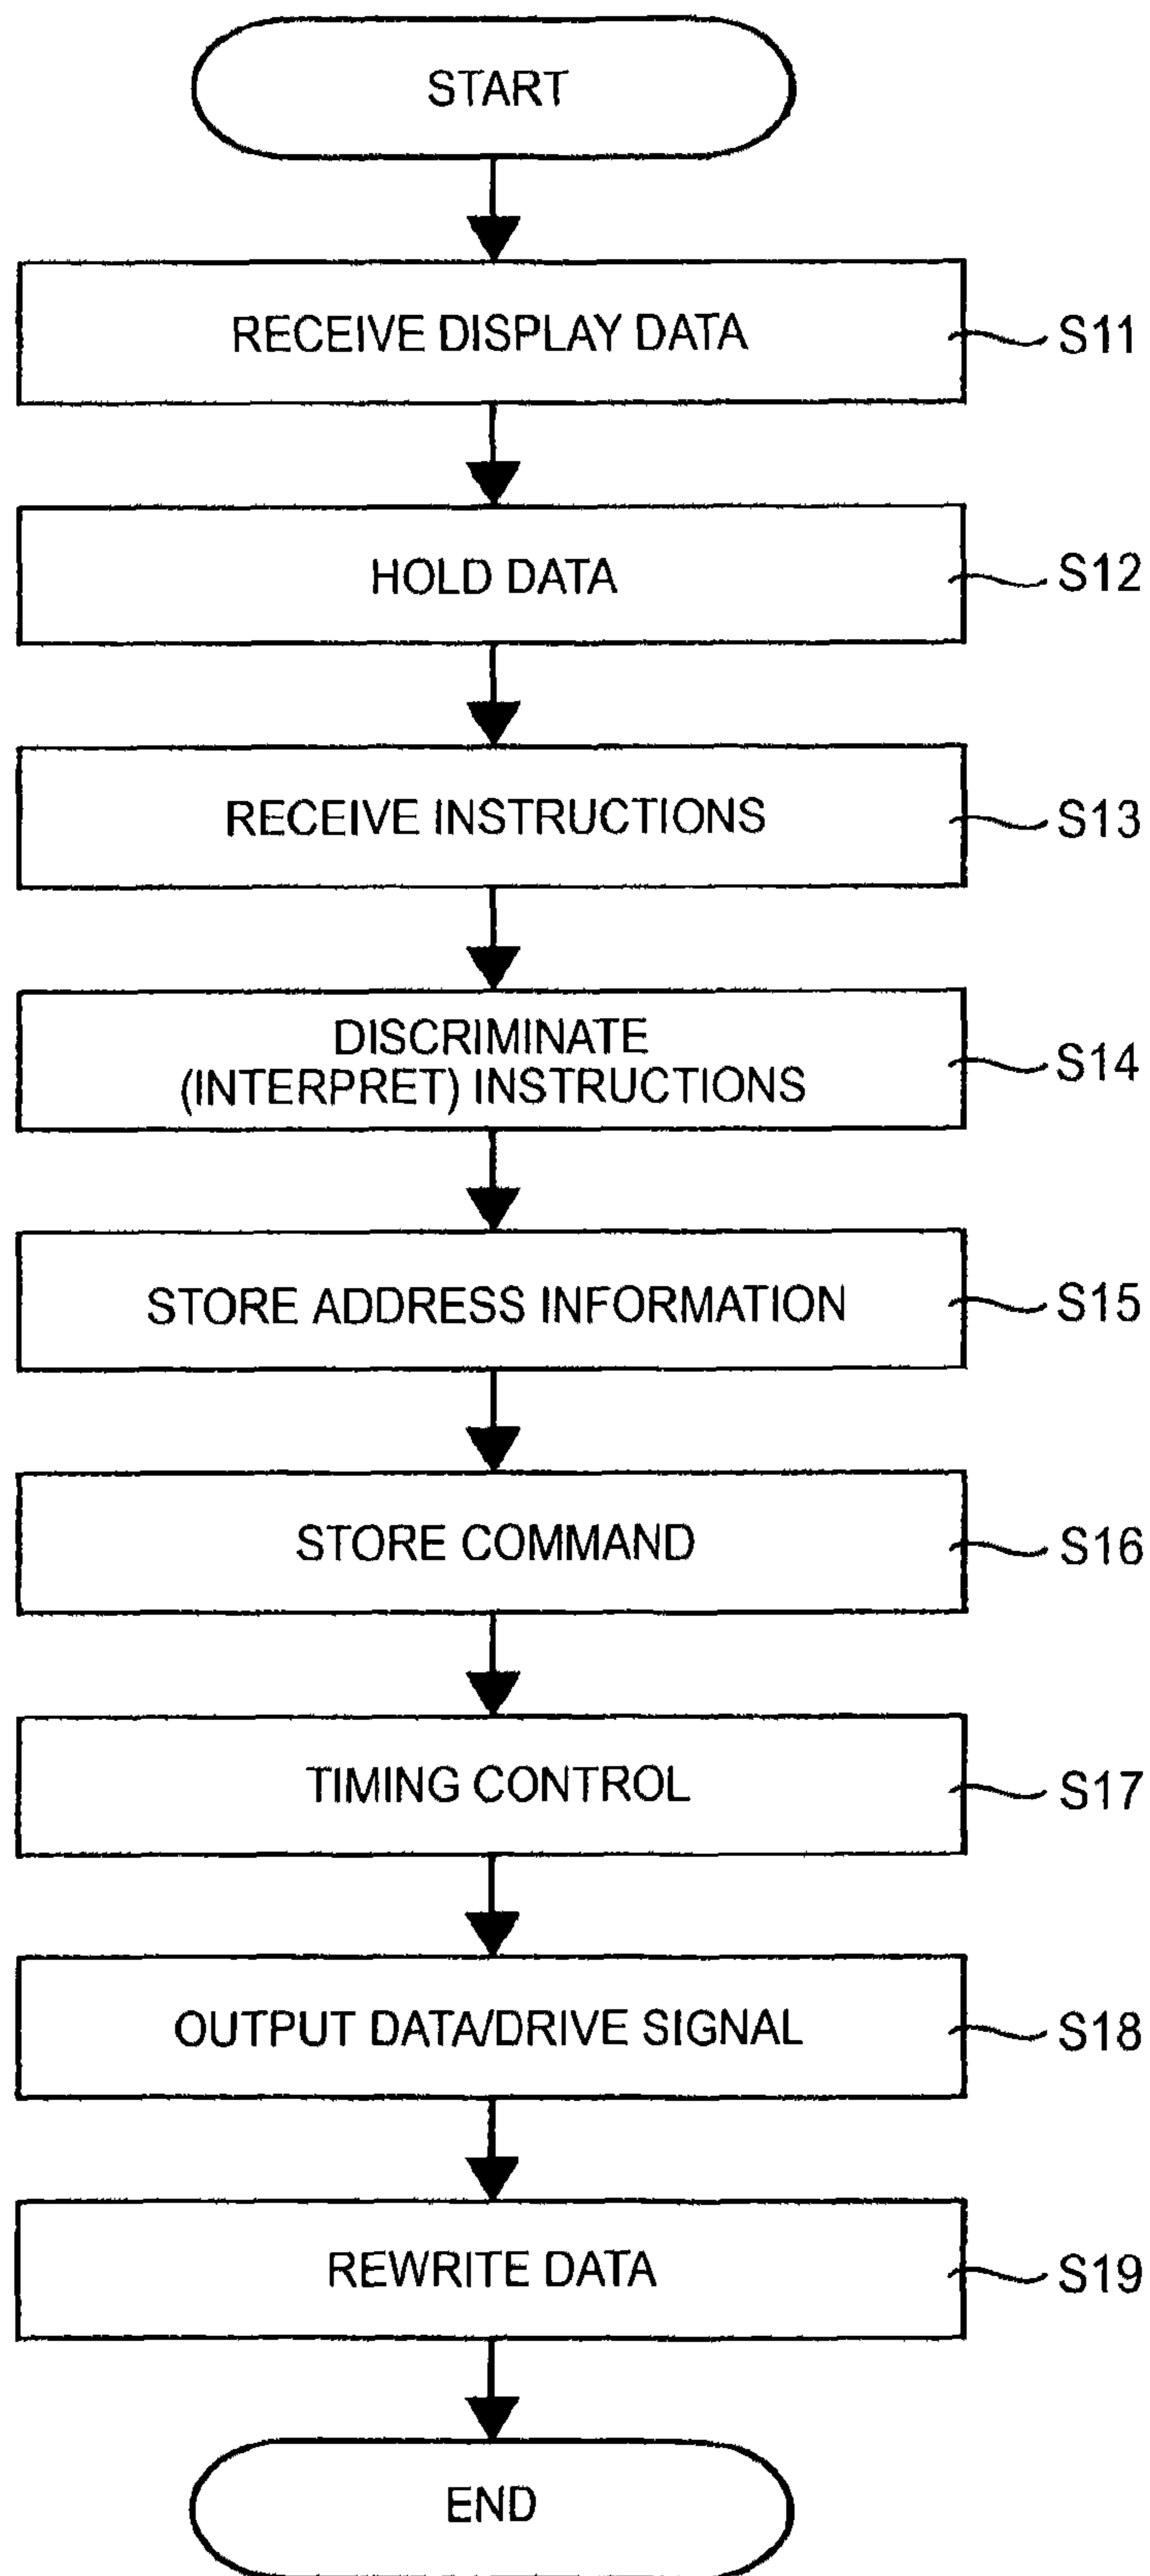 START
RECEIVE DISPLAY DATA
S11
HOLD DATA
S12
RECEIVE INSTRUCTIONS
S13
DISCRIMINATE
(INTERPRET) INSTRUCTIONS
S14
STORE ADDRESS INFORMATION
S15
STORE COMMAND
S16
TIMING CONTROL
S17
OUTPUT DATA/DRIVE SIGNAL
S18
REWRITE DATA
S19
END